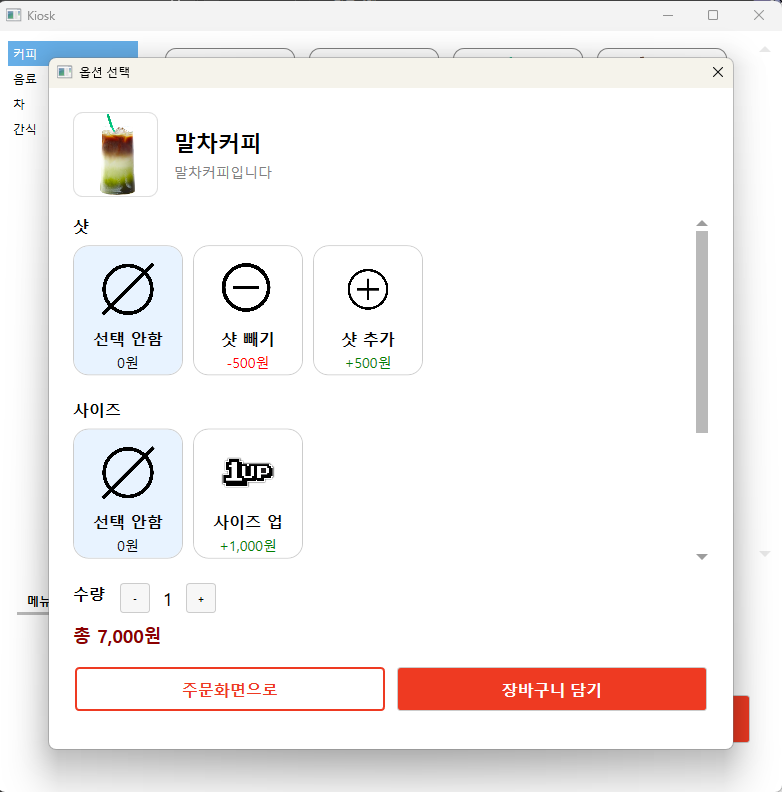 Kiosk
커피
음료
차
간식
옵션 선택
말차커피
말차커피입니다
샷
선택 안함
0원
샷 빼기
-500원
샷 추가
+500원
사이즈
선택 안함
0원
1UP
사이즈 업
+1,000원
메뉴
수량 - 1 +
총 7,000원
주문화면으로
장바구니 담기